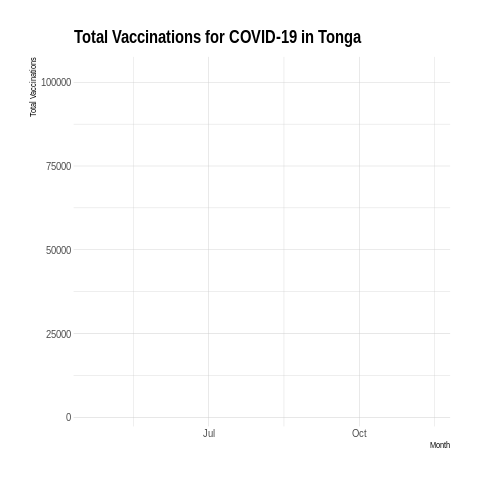 Total Vaccinations for COVID-19 in Tonga
Total Vaccinations
100000
75000
50000
25000
0
Jul
Oct
Month